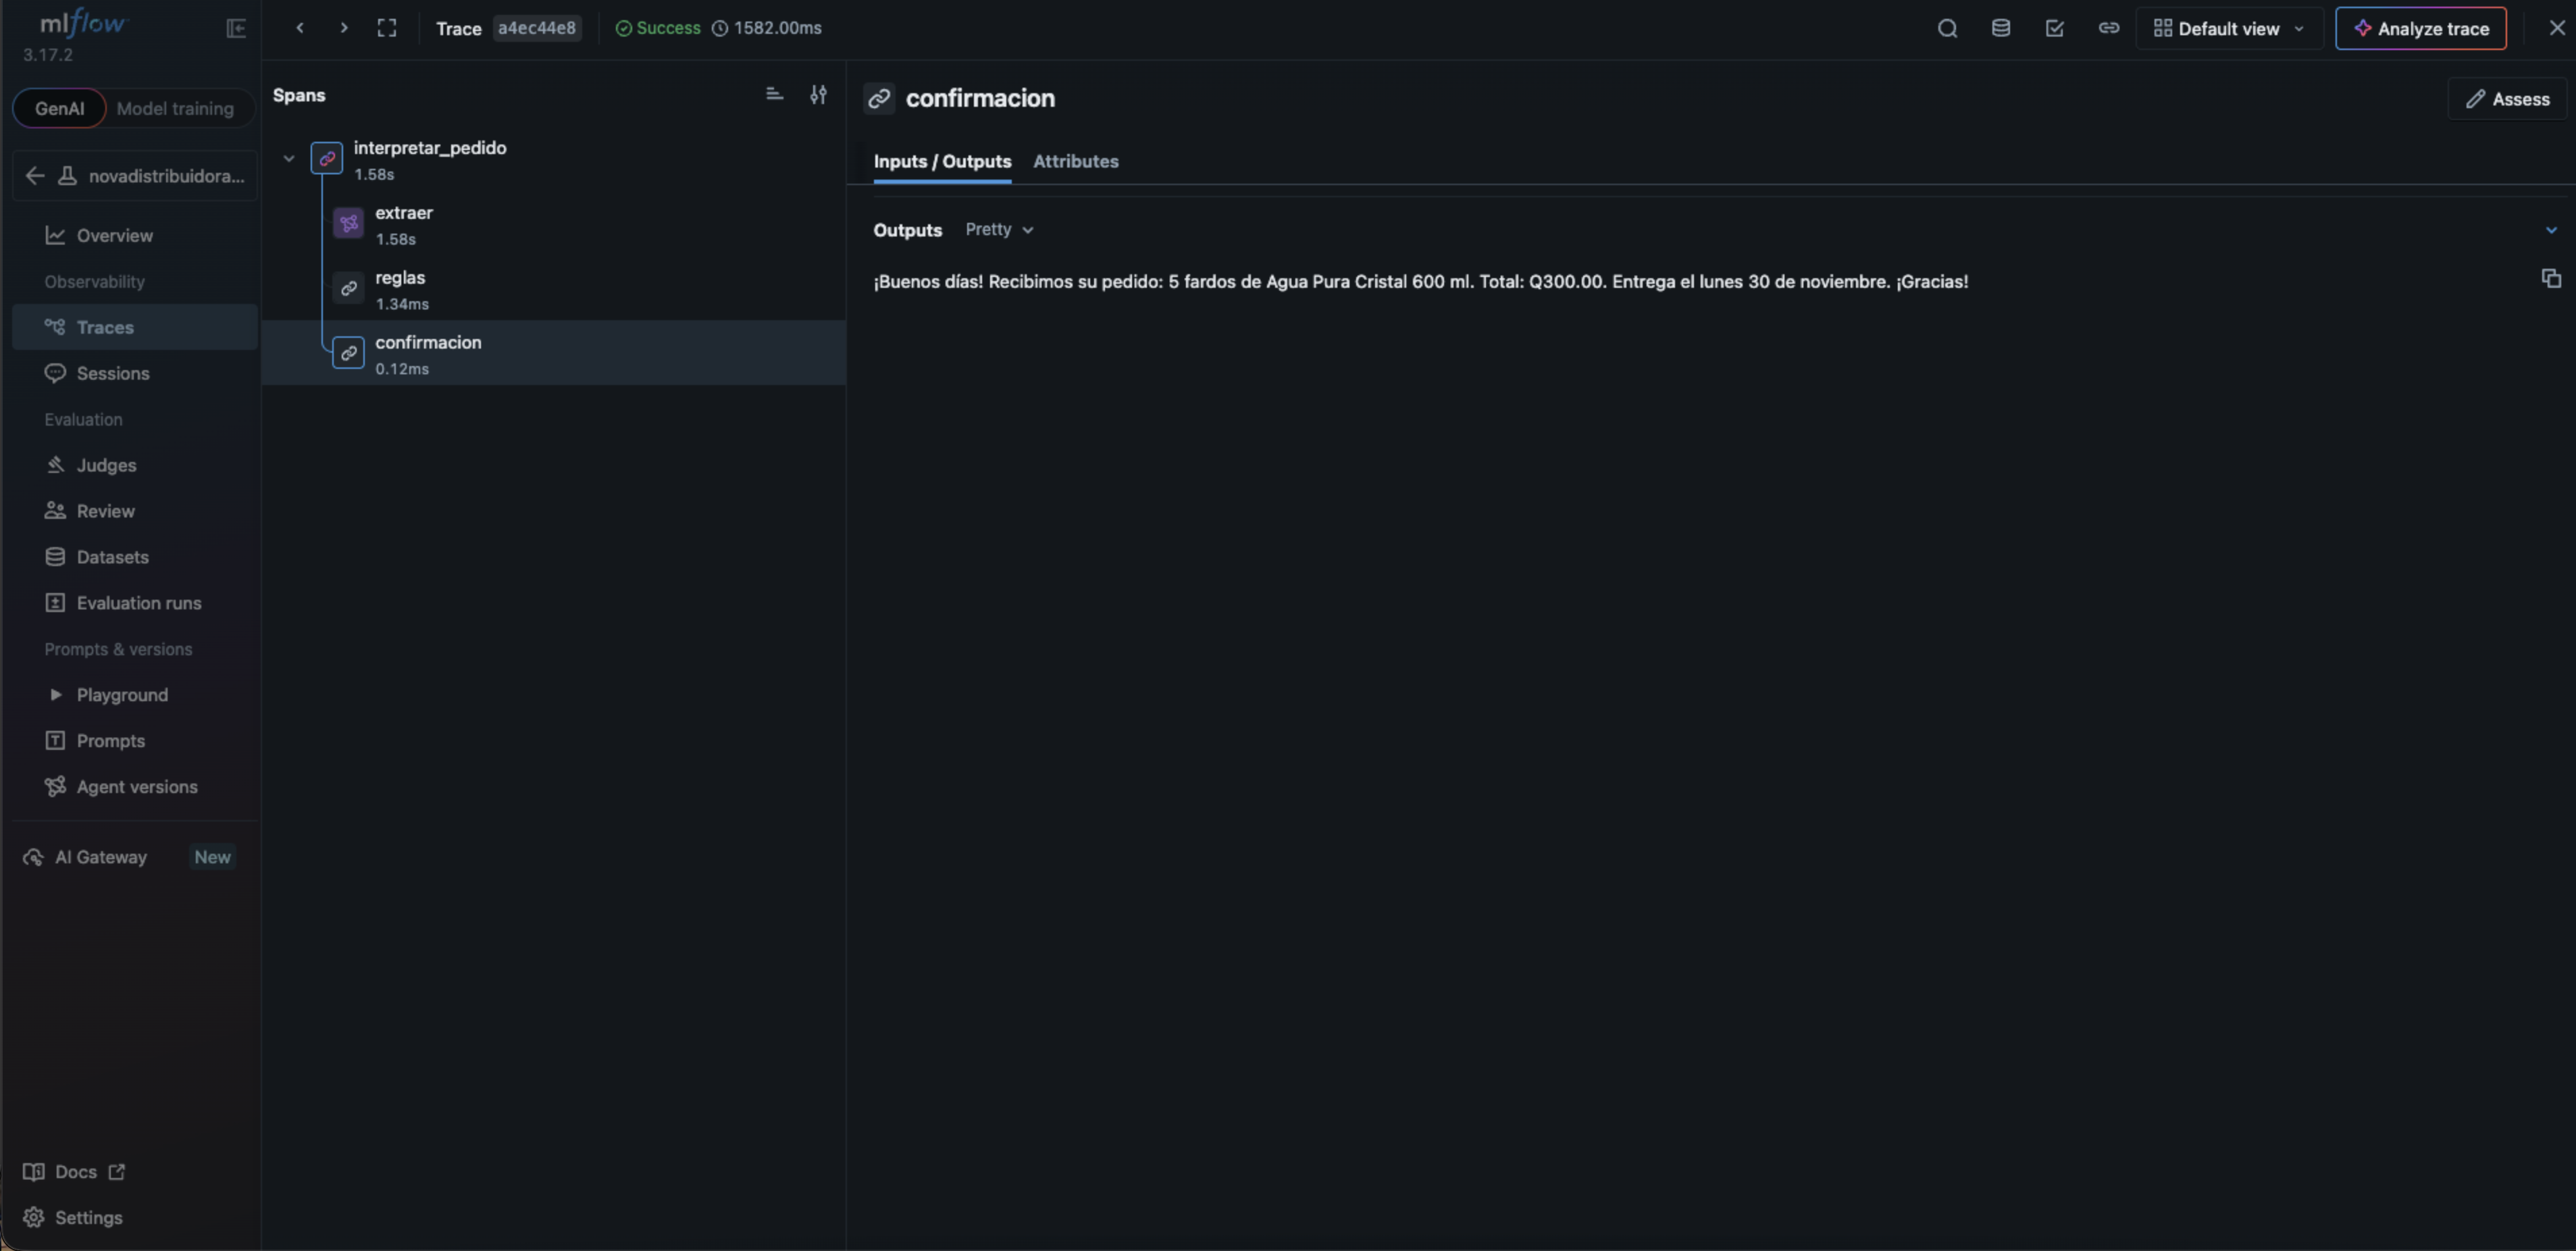 mlflow
3.17.2
GenAI Model training
novadistribuidora...
Overview
Observability
Traces
Sessions
Evaluation
Judges
Review
Datasets
Evaluation runs
Prompts & versions
Playground
Prompts
Agent versions
AI Gateway New
Docs
Settings
Trace a4ec44e8 Success 1582.00ms
Default view Analyze trace
Spans
interpretar_pedido
1.58s
extraer
1.58s
reglas
1.34ms
confirmacion
0.12ms
confirmacion
Assess
Inputs / Outputs Attributes
Outputs Pretty
¡Buenos días! Recibimos su pedido: 5 fardos de Agua Pura Cristal 600 ml. Total: Q300.00. Entrega el lunes 30 de noviembre. ¡Gracias!